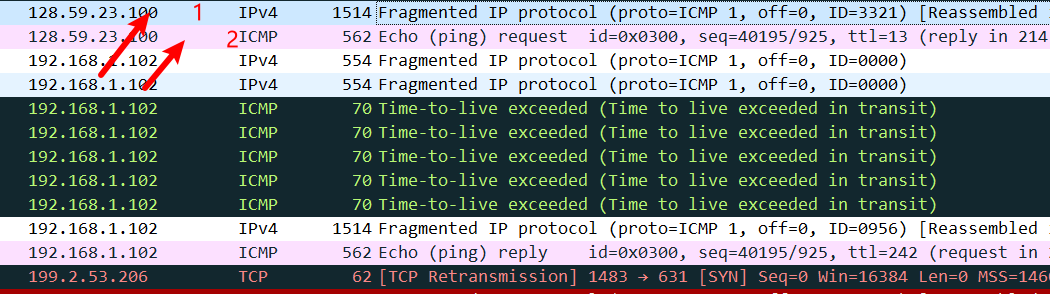 128.59.23.100 1 IPv4 1514 Fragmented IP protocol (proto=ICMP 1, off=0, ID=3321) [Reassembled
128.59.23.100 2 ICMP 562 Echo (ping) request id=0x0300, seq=40195/925, ttl=13 (reply in 214
192.168.1.102 IPv4 554 Fragmented IP protocol (proto=ICMP 1, off=0, ID=0000)
192.168.1.102 IPv4 554 Fragmented IP protocol (proto=ICMP 1, off=0, ID=0000)
192.168.1.102 ICMP 70 Time-to-live exceeded (Time to live exceeded in transit)
192.168.1.102 ICMP 70 Time-to-live exceeded (Time to live exceeded in transit)
192.168.1.102 ICMP 70 Time-to-live exceeded (Time to live exceeded in transit)
192.168.1.102 ICMP 70 Time-to-live exceeded (Time to live exceeded in transit)
192.168.1.102 ICMP 70 Time-to-live exceeded (Time to live exceeded in transit)
192.168.1.102 IPv4 1514 Fragmented IP protocol (proto=ICMP 1, off=0, ID=0956) [Reassembled
192.168.1.102 ICMP 562 Echo (ping) reply id=0x0300, seq=40195/925, ttl=242 (request in
199.2.53.206 TCP 62 [TCP Retransmission] 1483 → 631 [SYN] Seq=0 Win=16384 Len=0 MSS=146